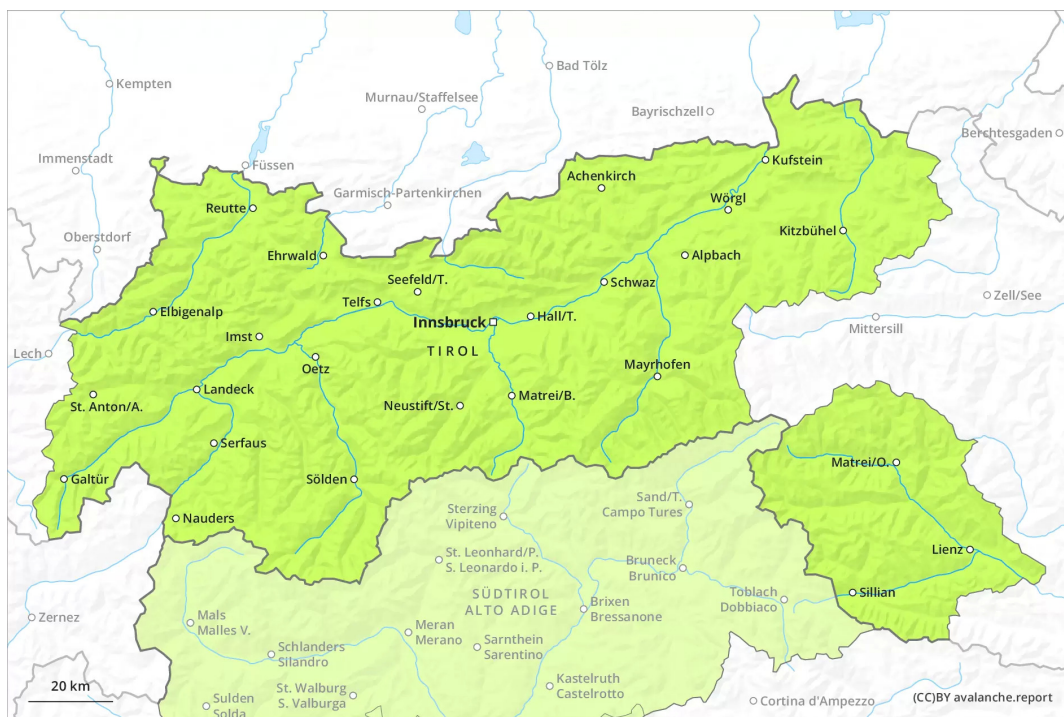 Kempten
Bad Tölz
Murnau/Staffelsee
Bayrischzell
Berchtesgaden
Immenstadt
Füssen
Kufstein
Achenkirch
Garmisch-Partenkirchen
Reutte
Wörgl
Oberstdorf
Kitzbühel
Ehrwald
Alpbach
Seefeld/T.
Schwaz
Telfs
Zell/See
Elbigenalp
Innsbruck
Hall/T.
Mittersill
Imst
Lech
TIROL
Oetz
Mayrhofen
Landeck
St. Anton/A.
Neustift/St.
Matrei/B.
Serfaus
Matrei/O.
Galtür
Sölden
Sand/T.
Campo Tures
Sterzing
Vipiteno
Nauders
Lienz
St. Leonhard/P.
S. Leonardo i. P.
Bruneck
Brunico
SÜDTIROL
ALTO ADIGE
Toblach
Dobbiaco
Sillian
Zernez
Mals
Malles V.
Brixen
Bressanone
Meran
Merano
Sarnthein
Sarentino
Schlanders
Silandro
20 km
St. Walburg
S. Valburga
Kastelruth
Castelrotto
Sulden
Solda
Cortina d'Ampezzo
(CC)BY avalanche.report